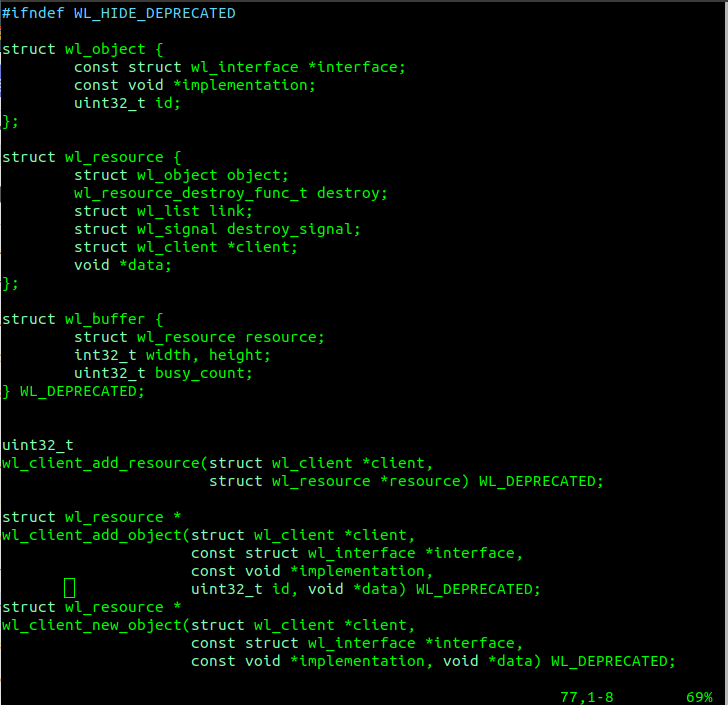 #ifndef WL_HIDE_DEPRECATED
struct wl_object {
        const struct wl_interface *interface;
        const void *implementation;
        uint32_t id;
};
struct wl_resource {
        struct wl_object object;
        wl_resource_destroy_func_t destroy;
        struct wl_list link;
        struct wl_signal destroy_signal;
        struct wl_client *client;
        void *data;
};
struct wl_buffer {
        struct wl_resource resource;
        int32_t width, height;
        uint32_t busy_count;
} WL_DEPRECATED;
uint32_t
wl_client_add_resource(struct wl_client *client,
                       struct wl_resource *resource) WL_DEPRECATED;
struct wl_resource *
wl_client_add_object(struct wl_client *client,
                     const struct wl_interface *interface,
                     const void *implementation,
                     uint32_t id, void *data) WL_DEPRECATED;
struct wl_resource *
wl_client_new_object(struct wl_client *client,
                     const struct wl_interface *interface,
                     const void *implementation, void *data) WL_DEPRECATED;
77,1-8        69%